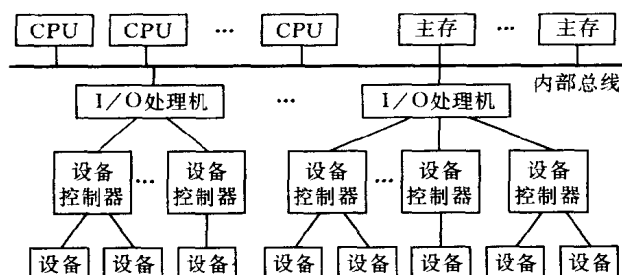 CPU CPU … CPU 主存 … 主存
内部总线
I/O处理机 … I/O处理机
设备控制器 … 设备控制器 设备控制器 … 设备控制器 设备控制器
设备 设备 设备 设备 设备 设备 设备 设备